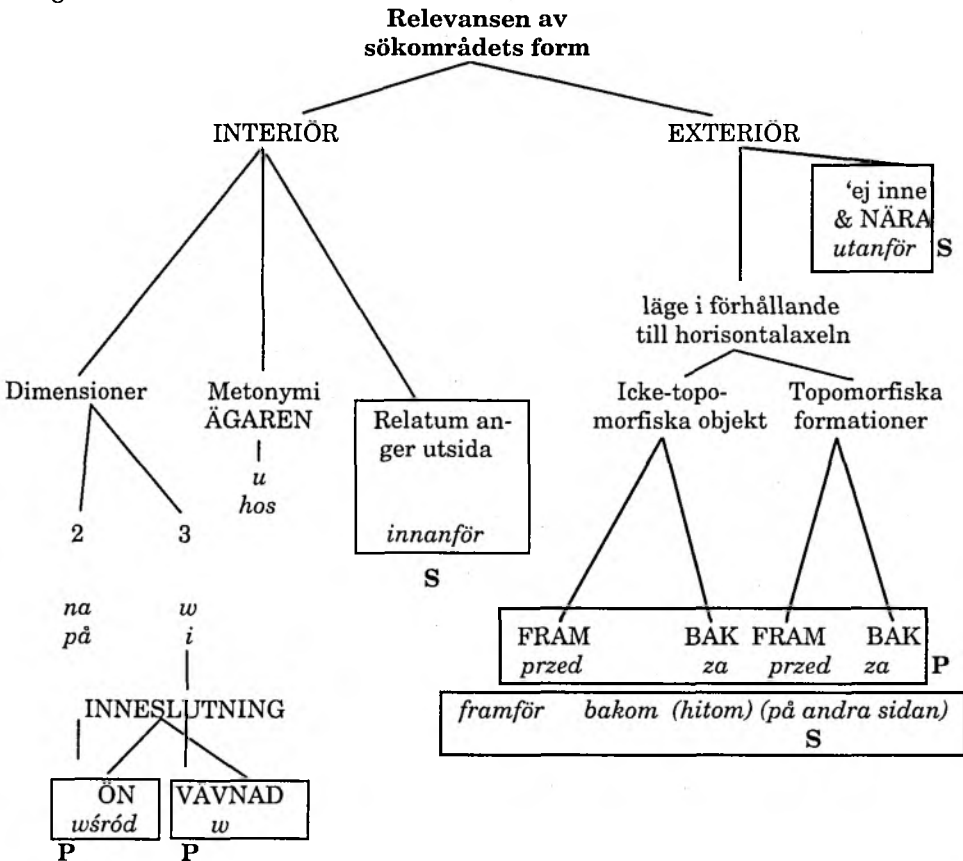 Relevansen av
sökområdets form
INTERIÖR
EXTERIÖR
'ej inne
& NÄRA
utanför S
läge i förhållande
till horisontalaxeln
Dimensioner
Metonymi
ÄGAREN
u
hos
Relatum an-
ger utsida
innanför
S
Icke-topo-
morfiska objekt
Topomorfiska
formationer
2 3
na w
på i
INNESLUTNING
ÖN VÄVNAD
wśród w
P P
FRAM BAK FRAM BAK
przed za przed za P
framför bakom (hitom) (på andra sidan)
S